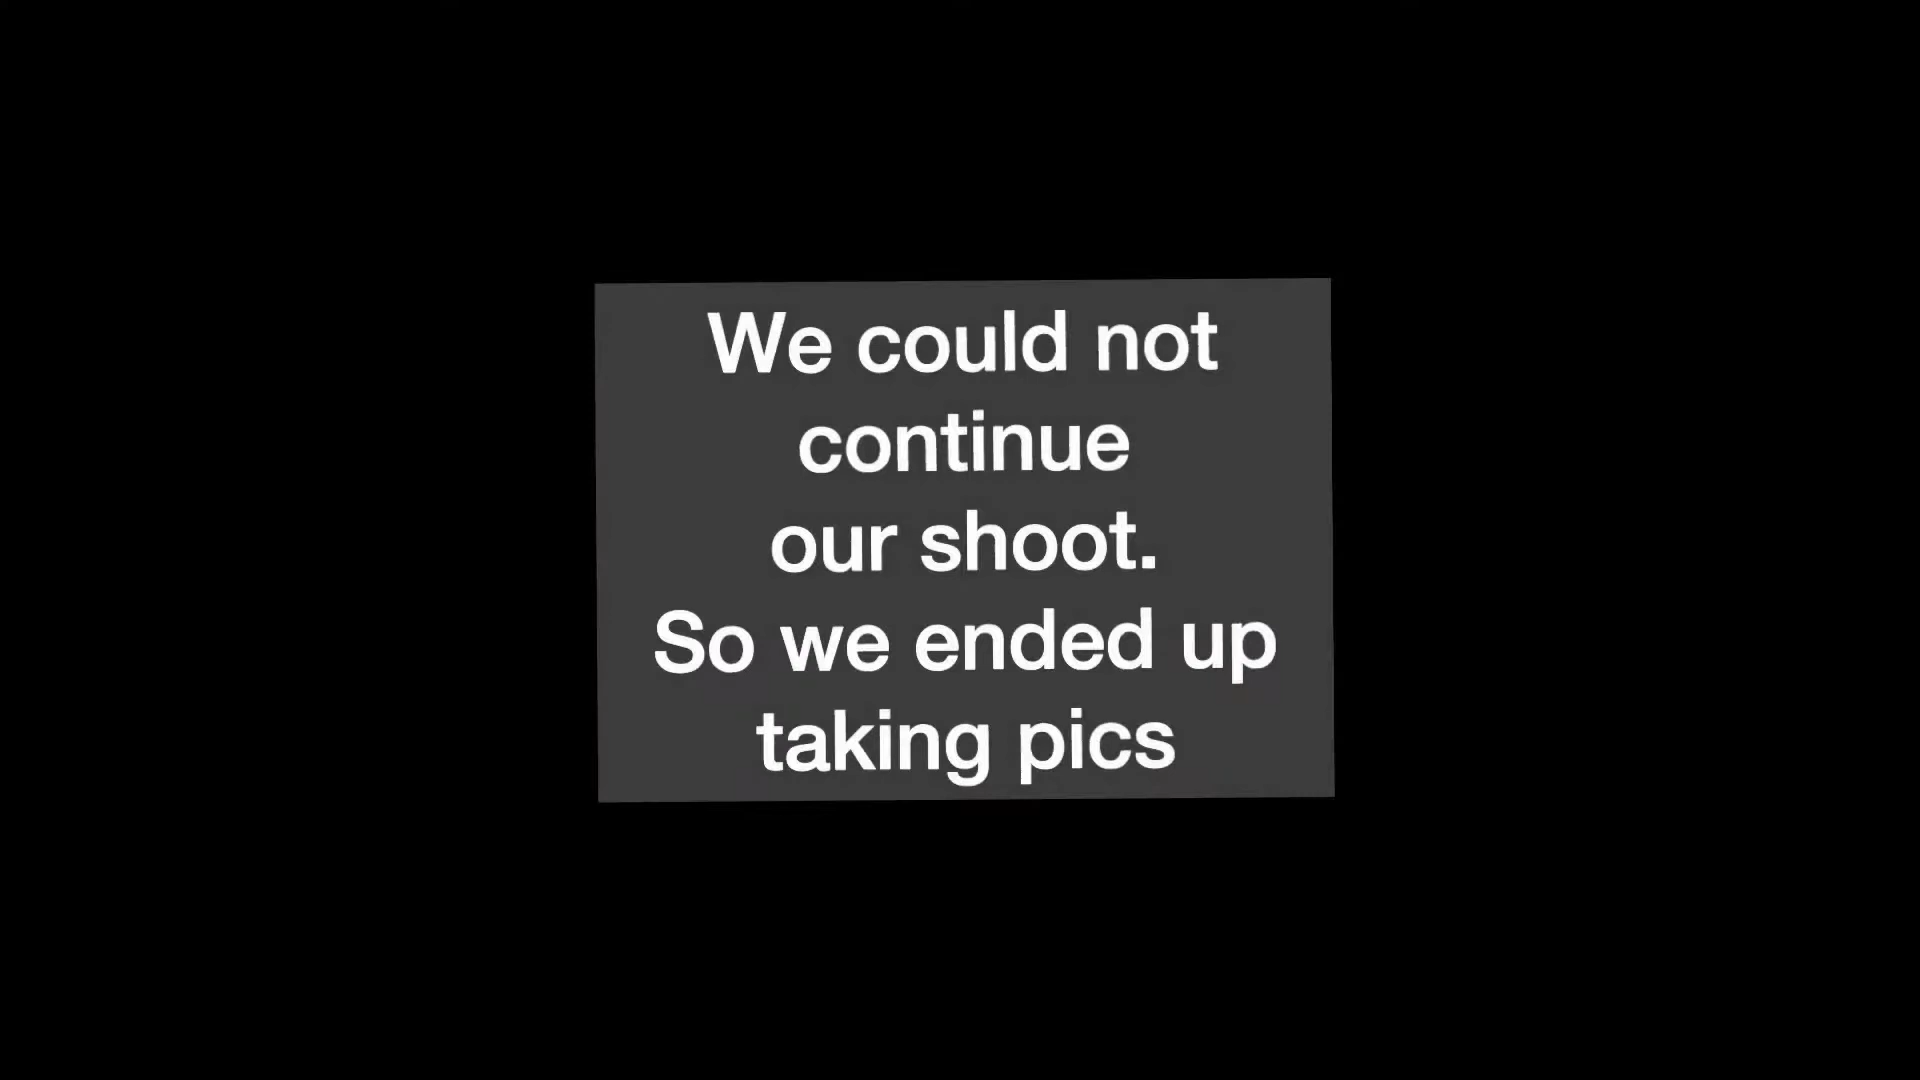 We could not
continue
our shoot.
So we ended up
taking pics